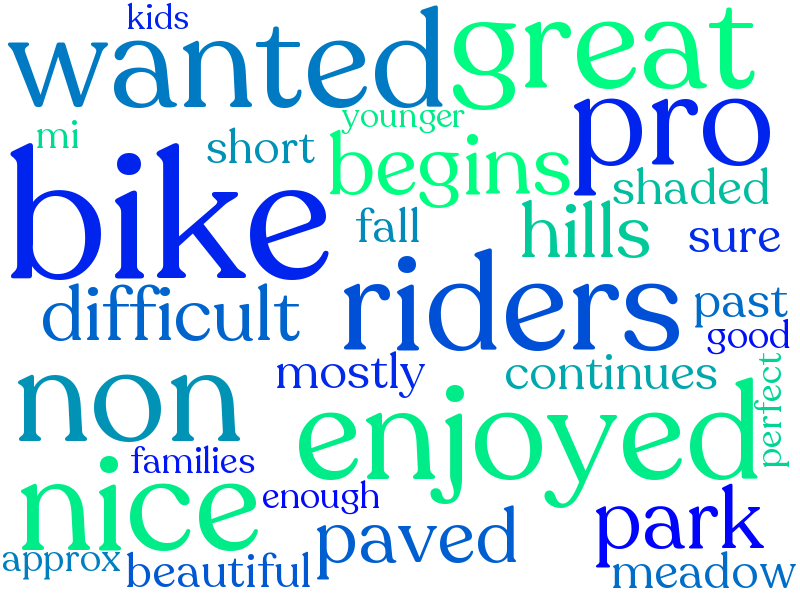 kids
wanted
great
younger
pro
mi
short
begins
shaded
bike
fall
hills
sure
riders
difficult
past
good
mostly
continues
perfect
non
enjoyed
families
nice
enough
park
paved
approx
beautiful
meadow